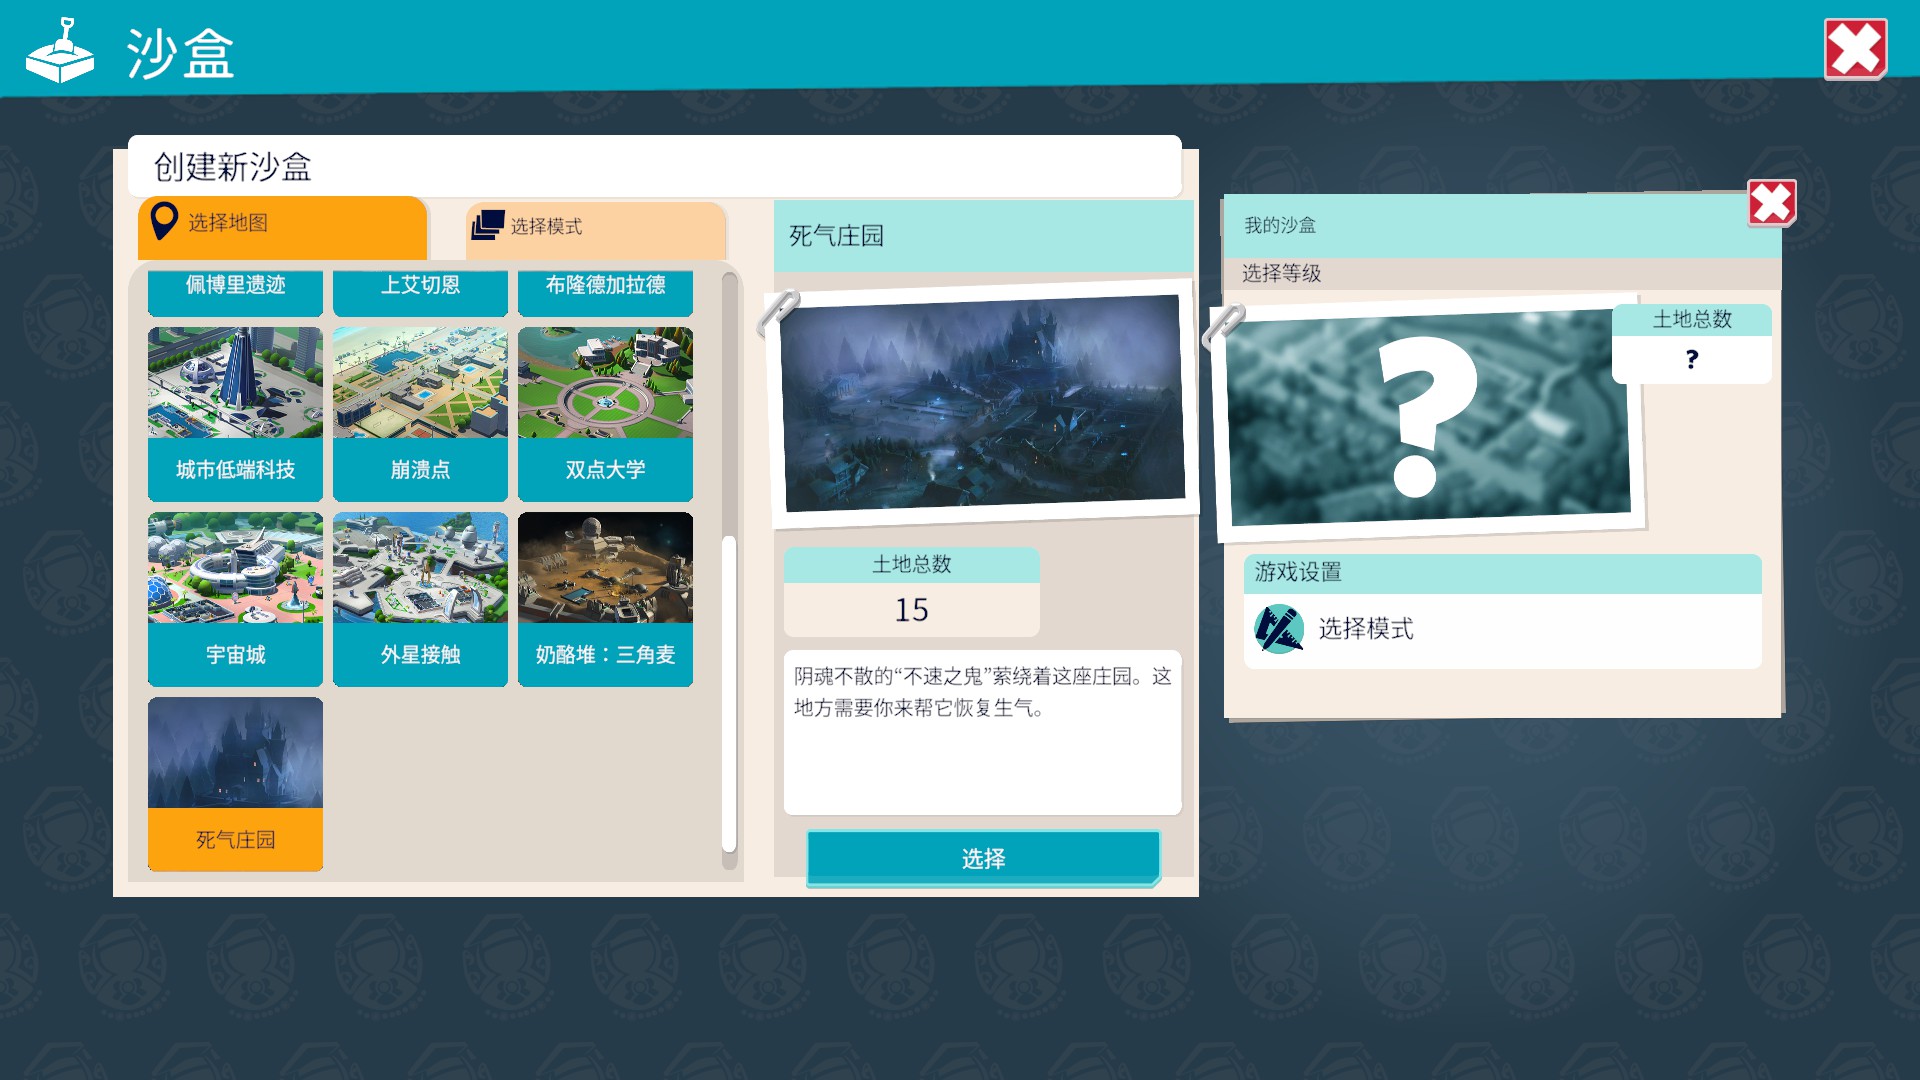 沙盒
创建新沙盒
选择地图
选择模式
佩博里遗迹
上艾切恩
布隆德加拉德
城市低端科技
崩溃点
双点大学
宇宙城
外星接触
奶酪堆：三角麦
死气庄园
死气庄园
土地总数
15
阴魂不散的“不速之鬼”萦绕着这座庄园。这
地方需要你来帮它恢复生气。
选择
我的沙盒
选择等级
土地总数
?
?
游戏设置
选择模式